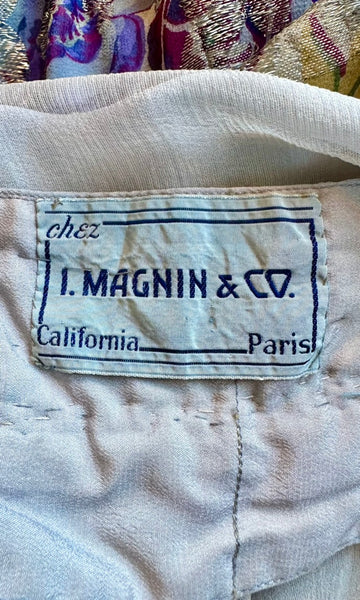 chez
I. MAGNIN & CO.
California Paris